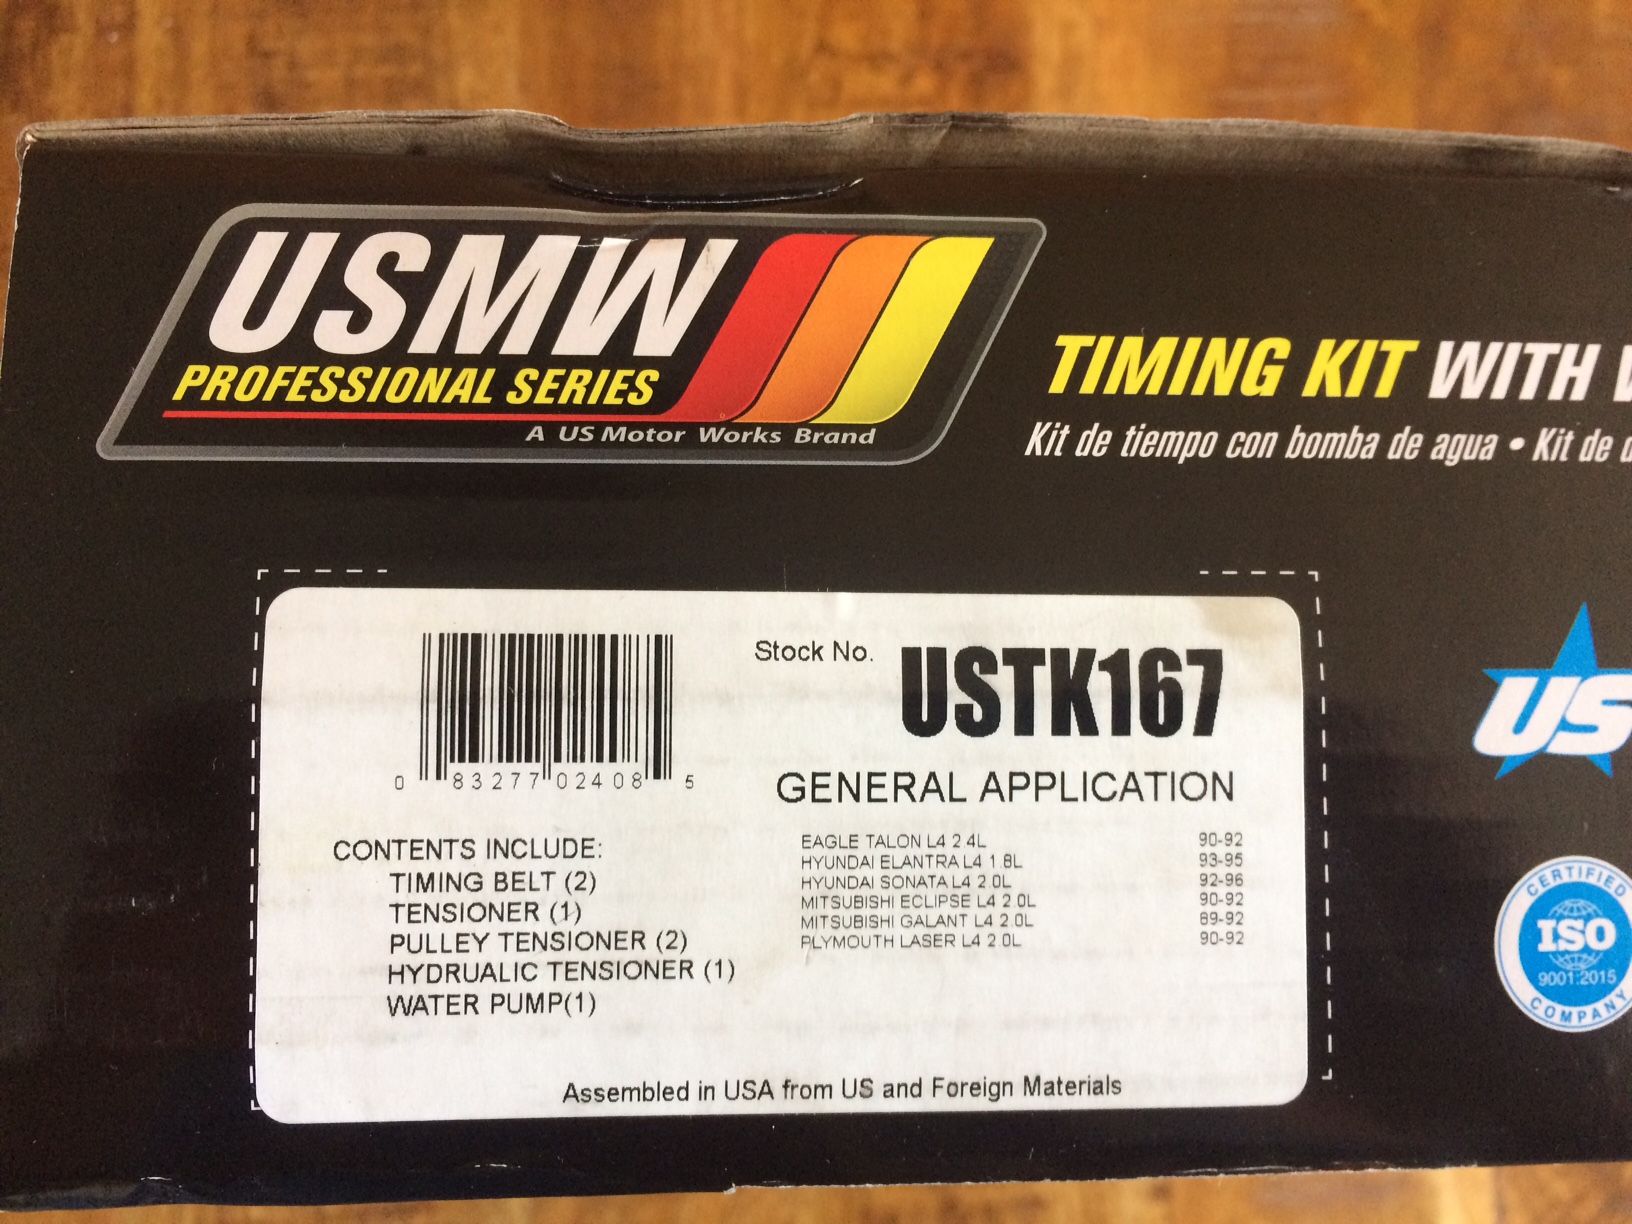 USMW
PROFESSIONAL SERIES
A US Motor Works Brand
TIMING KIT WITH
Kit de tiempo con bomba de agua • Kit de
Stock No. USTK167
0 83277 02408 5
GENERAL APPLICATION
EAGLE TALON L4 2.4L 90-92
HYUNDAI ELANTRA L4 1.8L 93-95
HYUNDAI SONATA L4 2.0L 92-96
MITSUBISHI ECLIPSE L4 2.0L 90-92
MITSUBISHI GALANT L4 2.0L 89-92
PLYMOUTH LASER L4 2.0L 90-92
CONTENTS INCLUDE:
TIMING BELT (2)
TENSIONER (1)
PULLEY TENSIONER (2)
HYDRUALIC TENSIONER (1)
WATER PUMP(1)
Assembled in USA from US and Foreign Materials
US
CERTIFIED
ISO
9001:2015
COMPANY